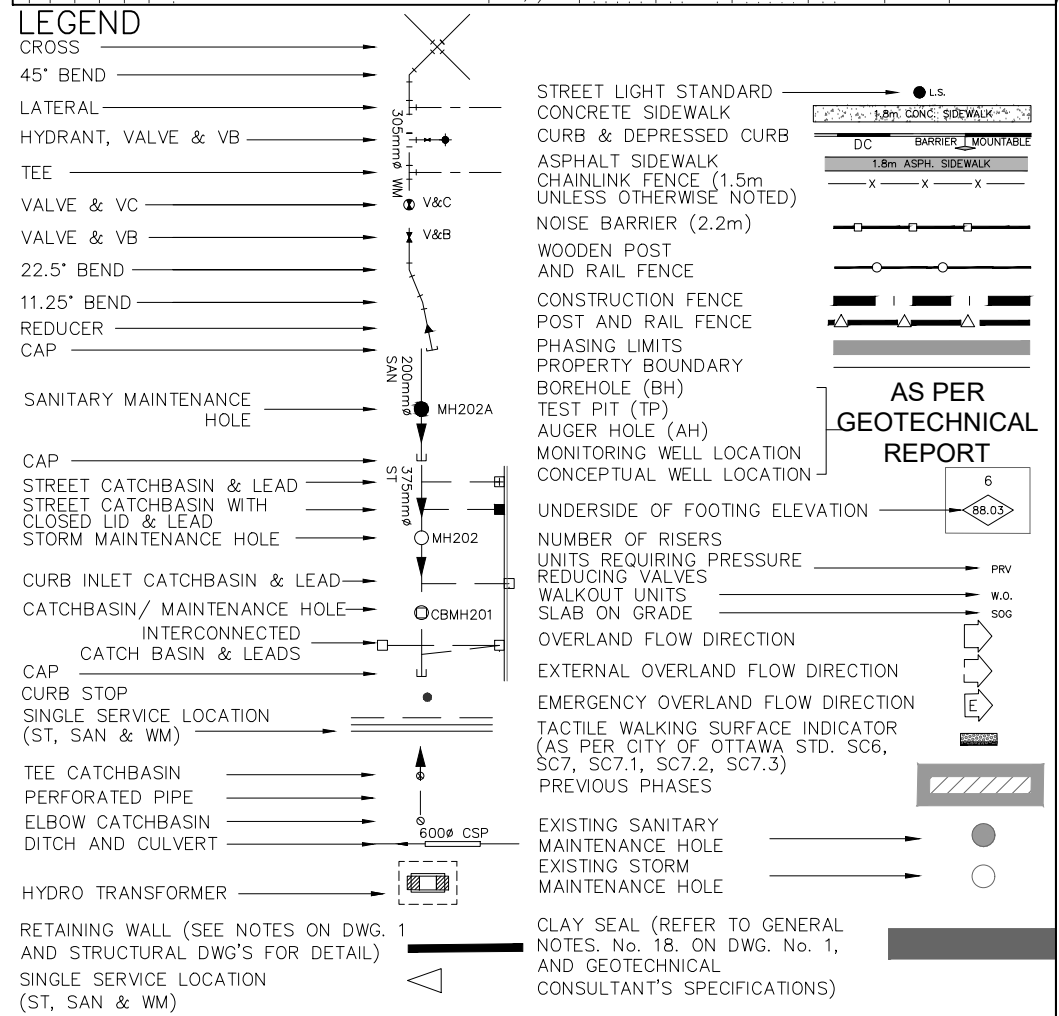 LEGEND
CROSS
45° BEND
LATERAL
HYDRANT, VALVE & VB
TEE
VALVE & VC
VALVE & VB
22.5° BEND
11.25° BEND
REDUCER
CAP
SANITARY MAINTENANCE
HOLE
CAP
STREET CATCHBASIN & LEAD
STREET CATCHBASIN WITH
CLOSED LID & LEAD
STORM MAINTENANCE HOLE
CURB INLET CATCHBASIN & LEAD
CATCHBASIN/ MAINTENANCE HOLE
INTERCONNECTED
CATCH BASIN & LEADS
CAP
CURB STOP
SINGLE SERVICE LOCATION
(ST, SAN & WM)
TEE CATCHBASIN
PERFORATED PIPE
ELBOW CATCHBASIN
DITCH AND CULVERT
HYDRO TRANSFORMER
RETAINING WALL (SEE NOTES ON DWG. 1
AND STRUCTURAL DWG'S FOR DETAIL)
SINGLE SERVICE LOCATION
(ST, SAN & WM)
305mmø WM
V&C
V&B
200mmø
SAN
MH202A
375mmø
ST
MH202
CBMH201
600ø CSP
STREET LIGHT STANDARD
L.S.
CONCRETE SIDEWALK
1.8m CONC. SIDEWALK
CURB & DEPRESSED CURB
DC
BARRIER
MOUNTABLE
ASPHALT SIDEWALK
1.8m ASPH. SIDEWALK
CHAINLINK FENCE (1.5m
UNLESS OTHERWISE NOTED)
X X X
NOISE BARRIER (2.2m)
WOODEN POST
AND RAIL FENCE
CONSTRUCTION FENCE
POST AND RAIL FENCE
PHASING LIMITS
PROPERTY BOUNDARY
BOREHOLE (BH)
TEST PIT (TP)
AUGER HOLE (AH)
MONITORING WELL LOCATION
CONCEPTUAL WELL LOCATION
AS PER
GEOTECHNICAL
REPORT
UNDERSIDE OF FOOTING ELEVATION
6
88.03
NUMBER OF RISERS
UNITS REQUIRING PRESSURE
REDUCING VALVES
PRV
WALKOUT UNITS
W.O.
SLAB ON GRADE
SOG
OVERLAND FLOW DIRECTION
EXTERNAL OVERLAND FLOW DIRECTION
EMERGENCY OVERLAND FLOW DIRECTION
E
TACTILE WALKING SURFACE INDICATOR
(AS PER CITY OF OTTAWA STD. SC6,
SC7, SC7.1, SC7.2, SC7.3)
PREVIOUS PHASES
EXISTING SANITARY
MAINTENANCE HOLE
EXISTING STORM
MAINTENANCE HOLE
CLAY SEAL (REFER TO GENERAL
NOTES. No. 18. ON DWG. No. 1,
AND GEOTECHNICAL
CONSULTANT'S SPECIFICATIONS)